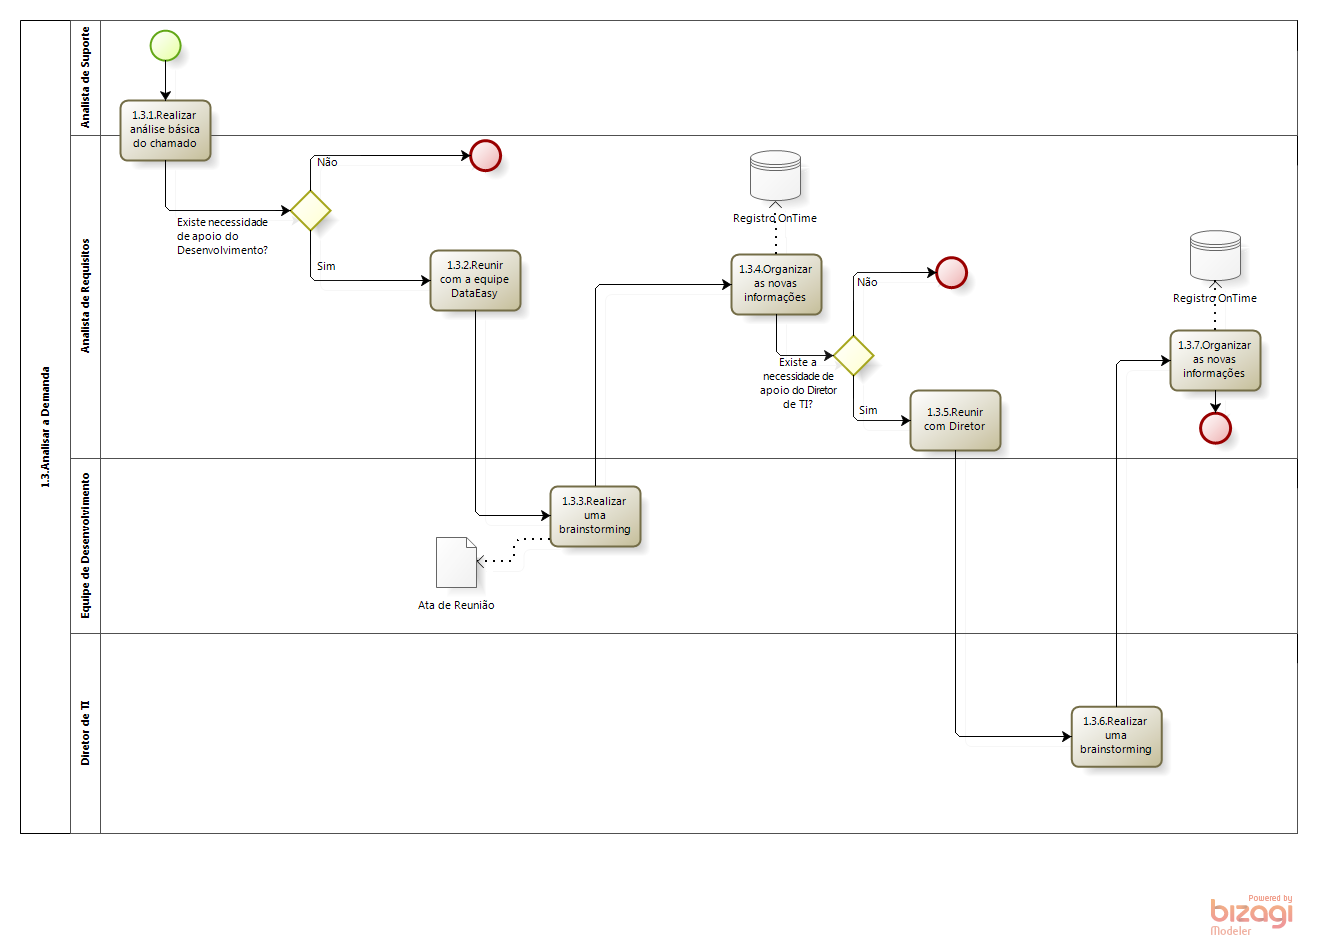 1.3.Analisar a Demanda
Analista de Suporte
1.3.1.Realizar
análise básica
do chamado
Analista de Requisitos
Existe necessidade
de apoio do
Desenvolvimento?
Não
Sim
1.3.2.Reunir
com a equipe
DataEasy
Registro OnTime
1.3.4.Organizar
as novas
informações
Existe a
necessidade de
apoio do Diretor
de TI?
Não
Sim
1.3.5.Reunir
com Diretor
Registro OnTime
1.3.7.Organizar
as novas
informações
Equipe de Desenvolvimento
1.3.3.Realizar
uma
brainstorming
Ata de Reunião
Diretor de TI
1.3.6.Realizar
uma
brainstorming
Powered by
bizagi
Modeler